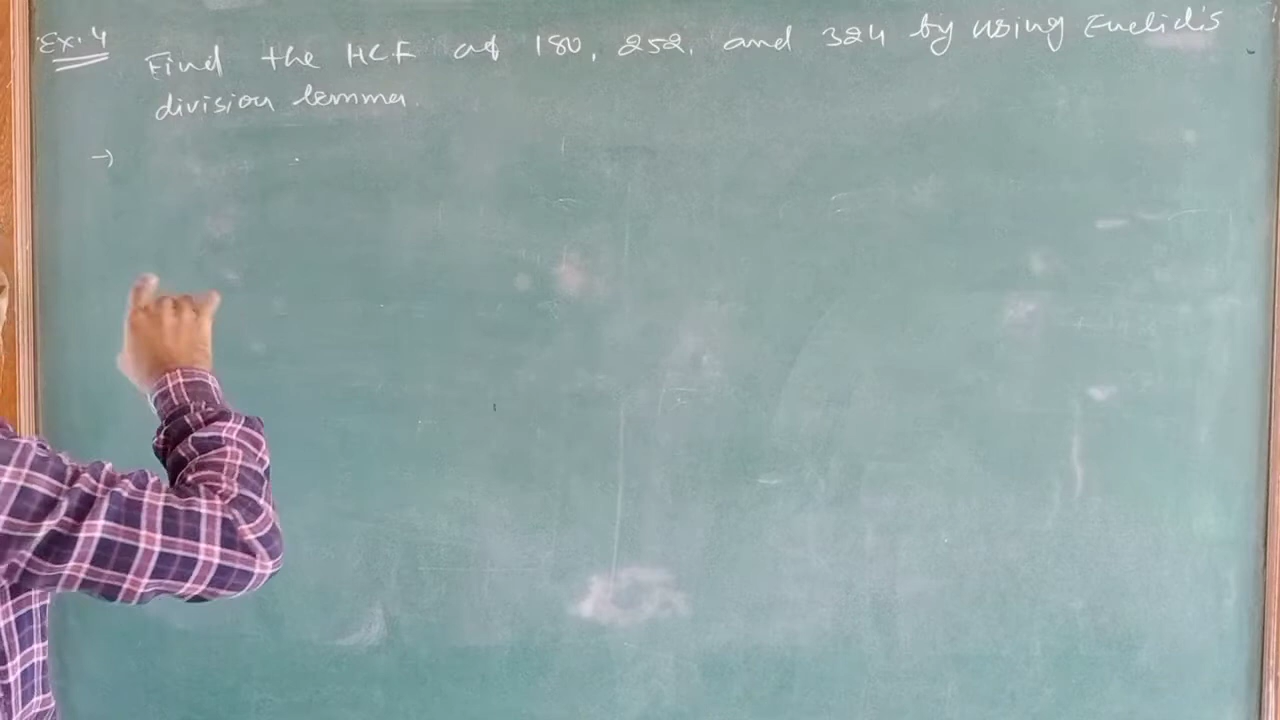 Ex. 4 Find the HCF of 180, 252, and 324 by using Euclid's
division lemma.
→